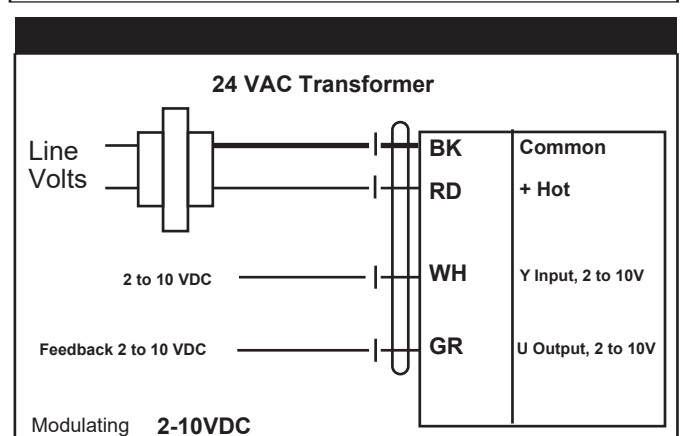 24 VAC Transformer
Line
Volts
BK Common
RD + Hot
2 to 10 VDC WH Y Input, 2 to 10V
Feedback 2 to 10 VDC GR U Output, 2 to 10V
Modulating 2-10VDC